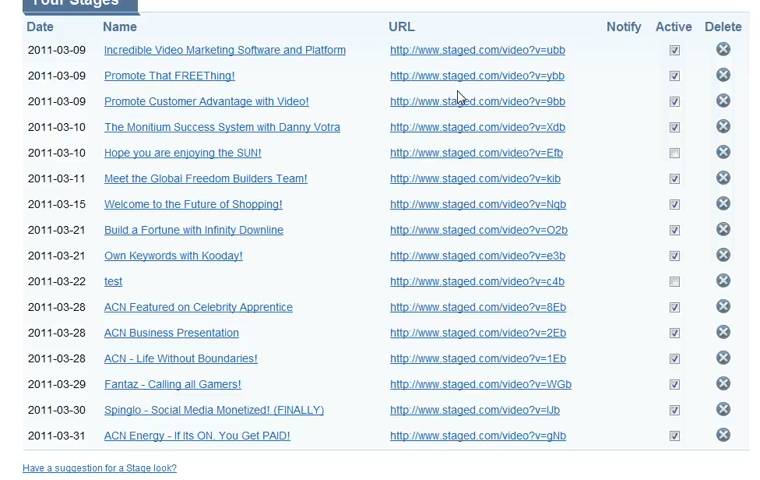 Your Stages
Date Name URL Notify Active Delete
2011-03-09 Incredible Video Marketing Software and Platform http://www.staged.com/video?v=ubb
2011-03-09 Promote That FREEThing! http://www.staged.com/video?v=ybb
2011-03-09 Promote Customer Advantage with Video! http://www.staged.com/video?v=9bb
2011-03-10 The Monitium Success System with Danny Votra http://www.staged.com/video?v=Xdb
2011-03-10 Hope you are enjoying the SUN! http://www.staged.com/video?v=Efb
2011-03-11 Meet the Global Freedom Builders Team! http://www.staged.com/video?v=kib
2011-03-15 Welcome to the Future of Shopping! http://www.staged.com/video?v=Nqb
2011-03-21 Build a Fortune with Infinity Downline http://www.staged.com/video?v=O2b
2011-03-21 Own Keywords with Kooday! http://www.staged.com/video?v=e3b
2011-03-22 test http://www.staged.com/video?v=c4b
2011-03-28 ACN Featured on Celebrity Apprentice http://www.staged.com/video?v=8Eb
2011-03-28 ACN Business Presentation http://www.staged.com/video?v=2Eb
2011-03-28 ACN - Life Without Boundaries! http://www.staged.com/video?v=1Eb
2011-03-29 Fantaz - Calling all Gamers! http://www.staged.com/video?v=WGb
2011-03-30 Spinglo - Social Media Monetized! (FINALLY) http://www.staged.com/video?v=lJb
2011-03-31 ACN Energy - If Its ON, You Get PAID! http://www.staged.com/video?v=gNb
Have a suggestion for a Stage look?